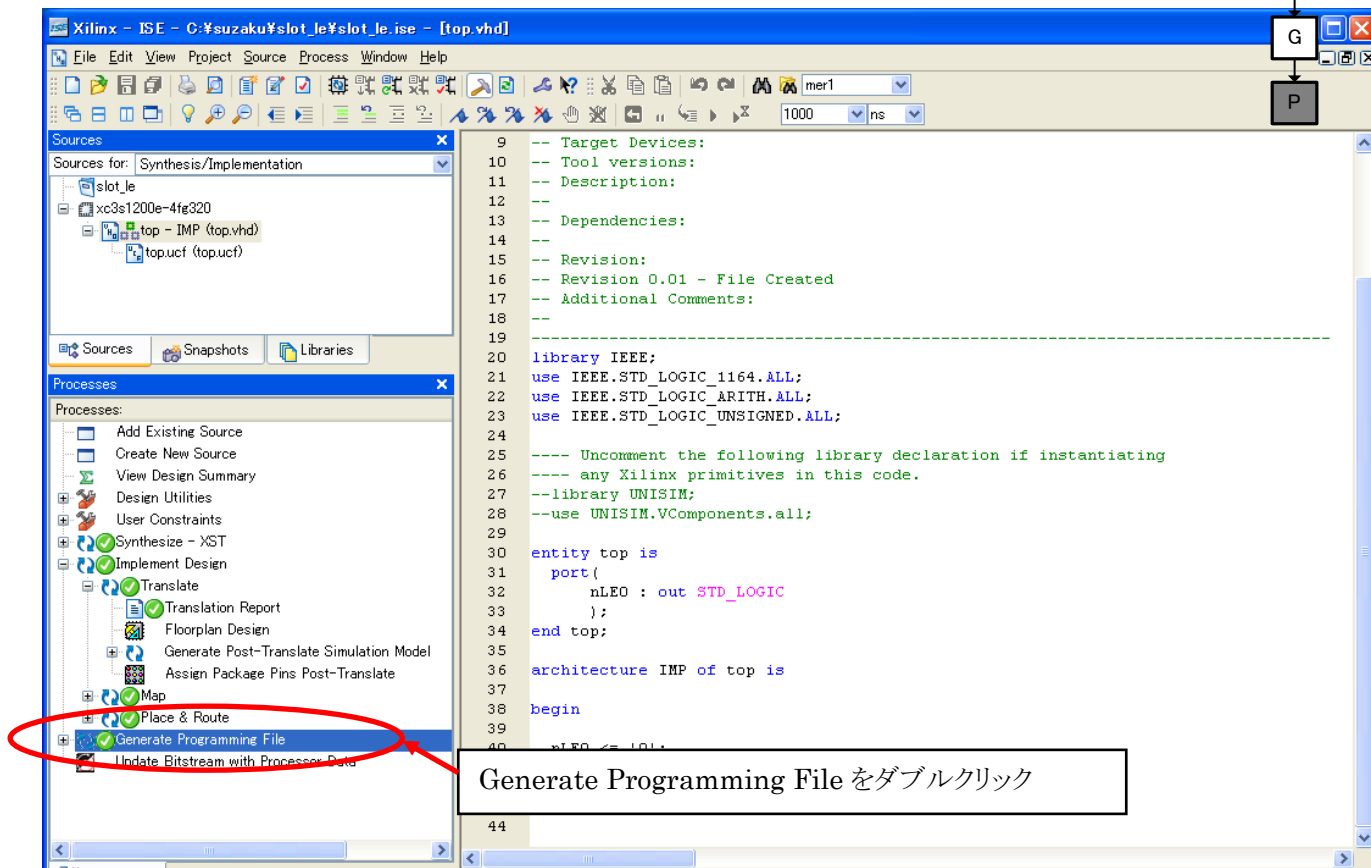 Xilinx - ISE - C:¥suzaku¥slot_le¥slot_le.ise - [top.vhd]
G
P
File Edit View Project Source Process Window Help
mer1
1000 ns
Sources
Sources for: Synthesis/Implementation
slot_le
xc3s1200e-4fg320
top - IMP (top.vhd)
top.ucf (top.ucf)
Sources Snapshots Libraries
Processes
Processes:
Add Existing Source
Create New Source
View Design Summary
Design Utilities
User Constraints
Synthesize - XST
Implement Design
Translate
Translation Report
Floorplan Design
Generate Post-Translate Simulation Model
Assign Package Pins Post-Translate
Map
Place & Route
Generate Programming File
Update Bitstream with Processor Data
9 -- Target Devices:
10 -- Tool versions:
11 -- Description:
12 --
13 -- Dependencies:
14 --
15 -- Revision:
16 -- Revision 0.01 - File Created
17 -- Additional Comments:
18 --
19 ----------------------------------------------------------------------------------
20 library IEEE;
21 use IEEE.STD_LOGIC_1164.ALL;
22 use IEEE.STD_LOGIC_ARITH.ALL;
23 use IEEE.STD_LOGIC_UNSIGNED.ALL;
24
25 ---- Uncomment the following library declaration if instantiating
26 ---- any Xilinx primitives in this code.
27 --library UNISIM;
28 --use UNISIM.VComponents.all;
29
30 entity top is
31 port(
32 nLE0 : out STD_LOGIC
33 );
34 end top;
35
36 architecture IMP of top is
37
38 begin
39
40 nLE0 <= '0';
Generate Programming File をダブルクリック
44